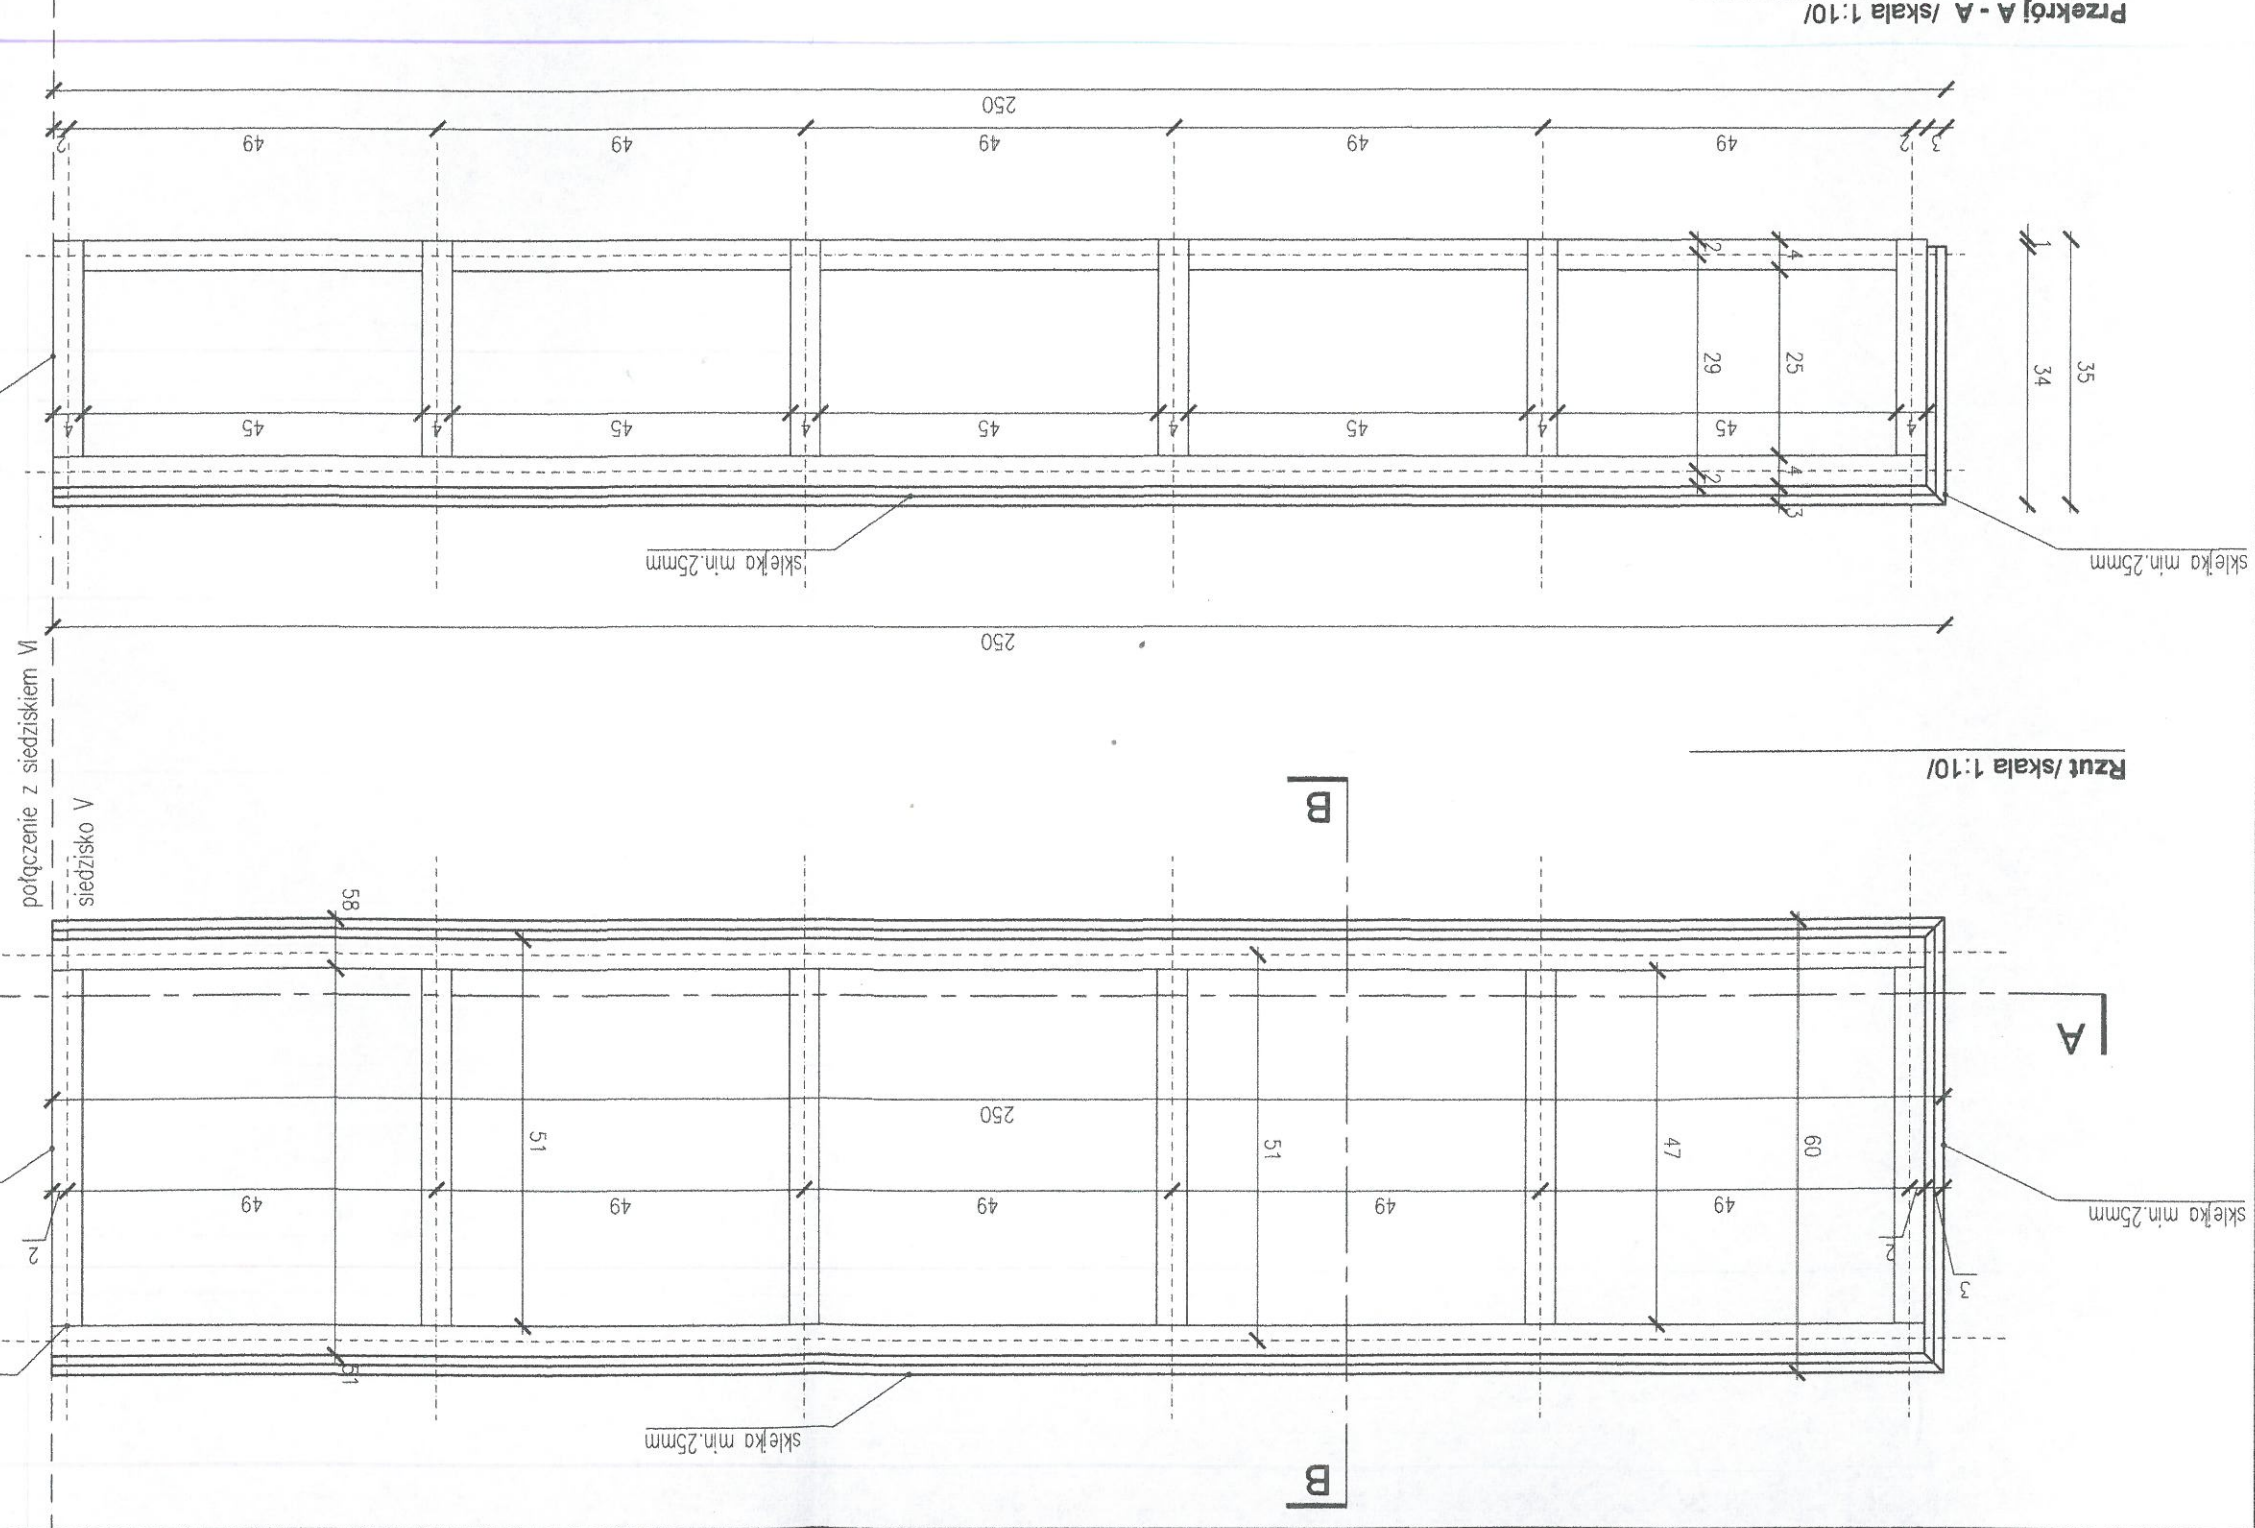 B
sklejka min.25mm
51
3
2
2
sklejka min.25mm
49 49 49 49 49
60
47
51
51
250
A
58
B
siedzisko V
połączenie z siedziskiem VI
Rzut /skala 1:10/
250
sklejka min.25mm
sklejka min.25mm
3
2
4
4 45 4 45 4 45 4 45 4 45 4
35
34
25
29
1
4
2
3 2 49 49 49 49 49 2
250
Przekrój A - A /skala 1:10/